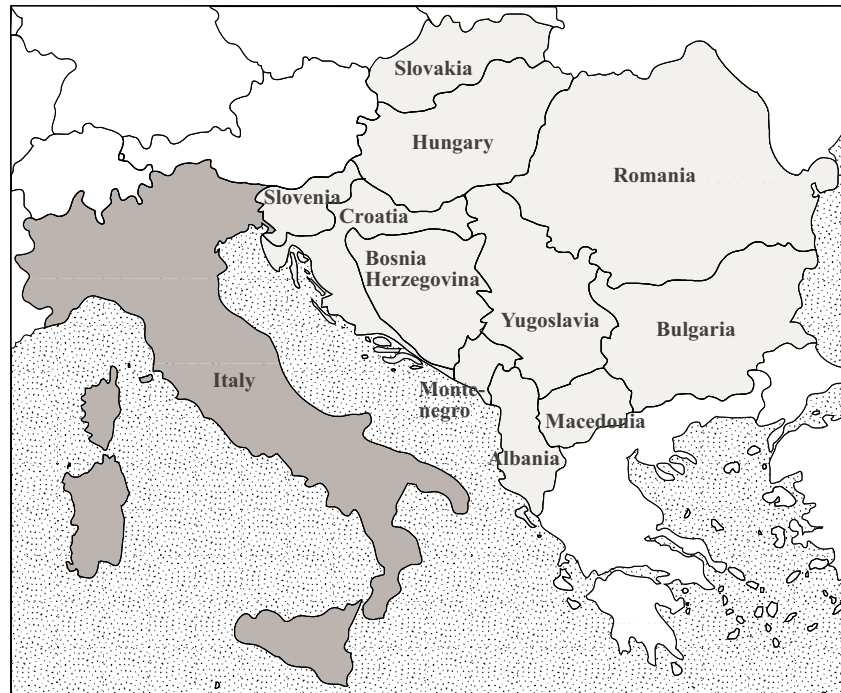 Slovakia
Hungary
Romania
Slovenia
Croatia
Bosnia
Herzegovina
Yugoslavia
Bulgaria
Italy
Monte-
negro
Macedonia
Albania